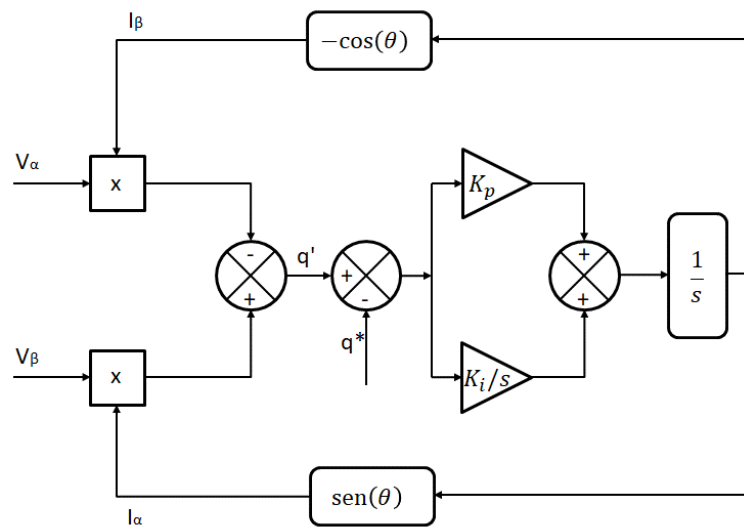 Iβ
−cos(θ)
Vα
x
Kp
-
+
q'
+
-
+
+
1/s
q*
Vβ
x
Ki/s
sen(θ)
Iα